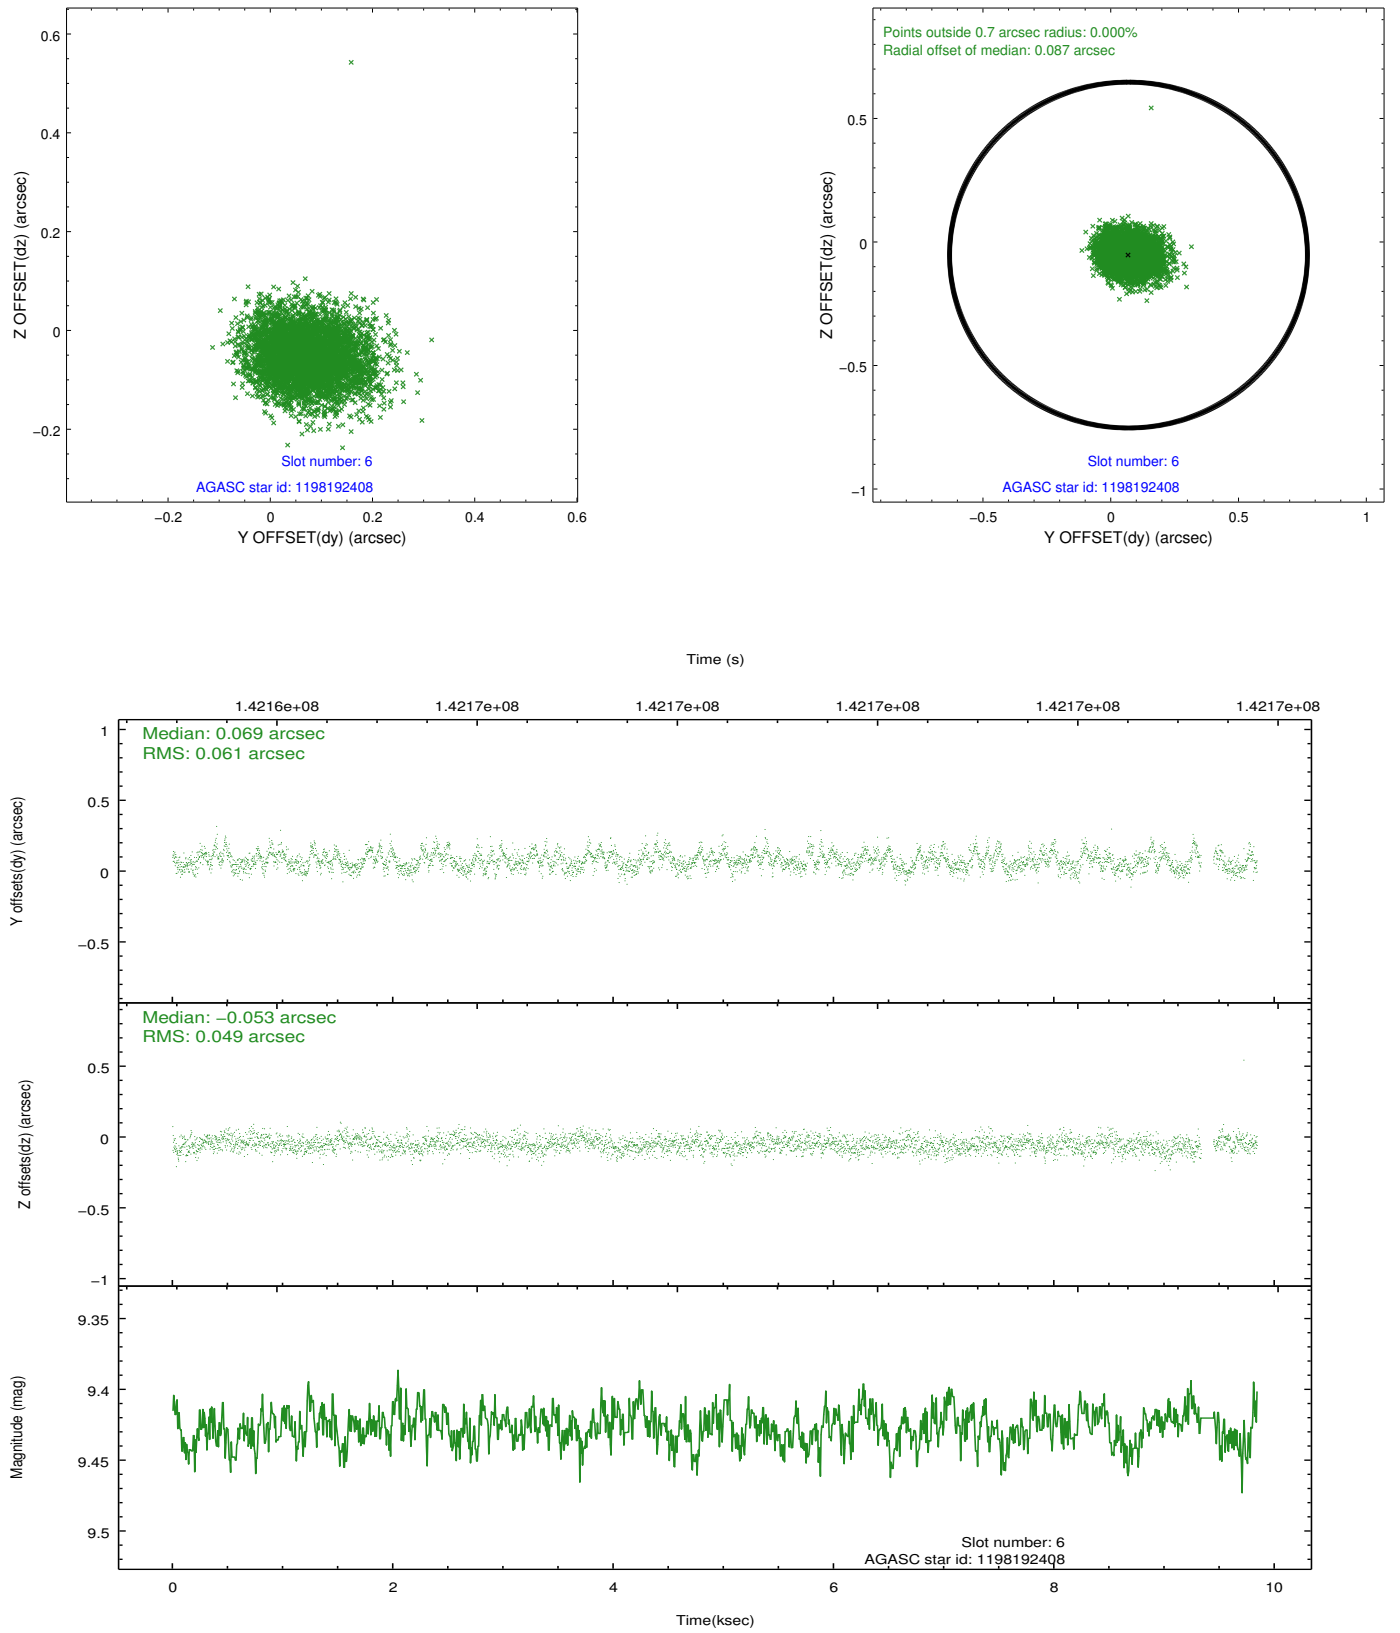 0.6
0.4
0.2
0
−0.2
Z OFFSET(dz) (arcsec)
Slot number: 6
AGASC star id: 1198192408
−0.2 0 0.2 0.4 0.6
Y OFFSET(dy) (arcsec)
Points outside 0.7 arcsec radius: 0.000%
Radial offset of median: 0.087 arcsec
0.5
0
−0.5
−1
Z OFFSET(dz) (arcsec)
Slot number: 6
AGASC star id: 1198192408
−0.5 0 0.5 1
Y OFFSET(dy) (arcsec)
Time (s)
1.4216e+08 1.4217e+08 1.4217e+08 1.4217e+08 1.4217e+08 1.4217e+08
Median: 0.069 arcsec
RMS: 0.061 arcsec
1
0.5
0
−0.5
Y offsets(dy) (arcsec)
Median: −0.053 arcsec
RMS: 0.049 arcsec
0.5
0
−0.5
−1
Z offsets(dz) (arcsec)
9.35
9.4
9.45
9.5
Magnitude (mag)
Slot number: 6
AGASC star id: 1198192408
0 2 4 6 8 10
Time(ksec)